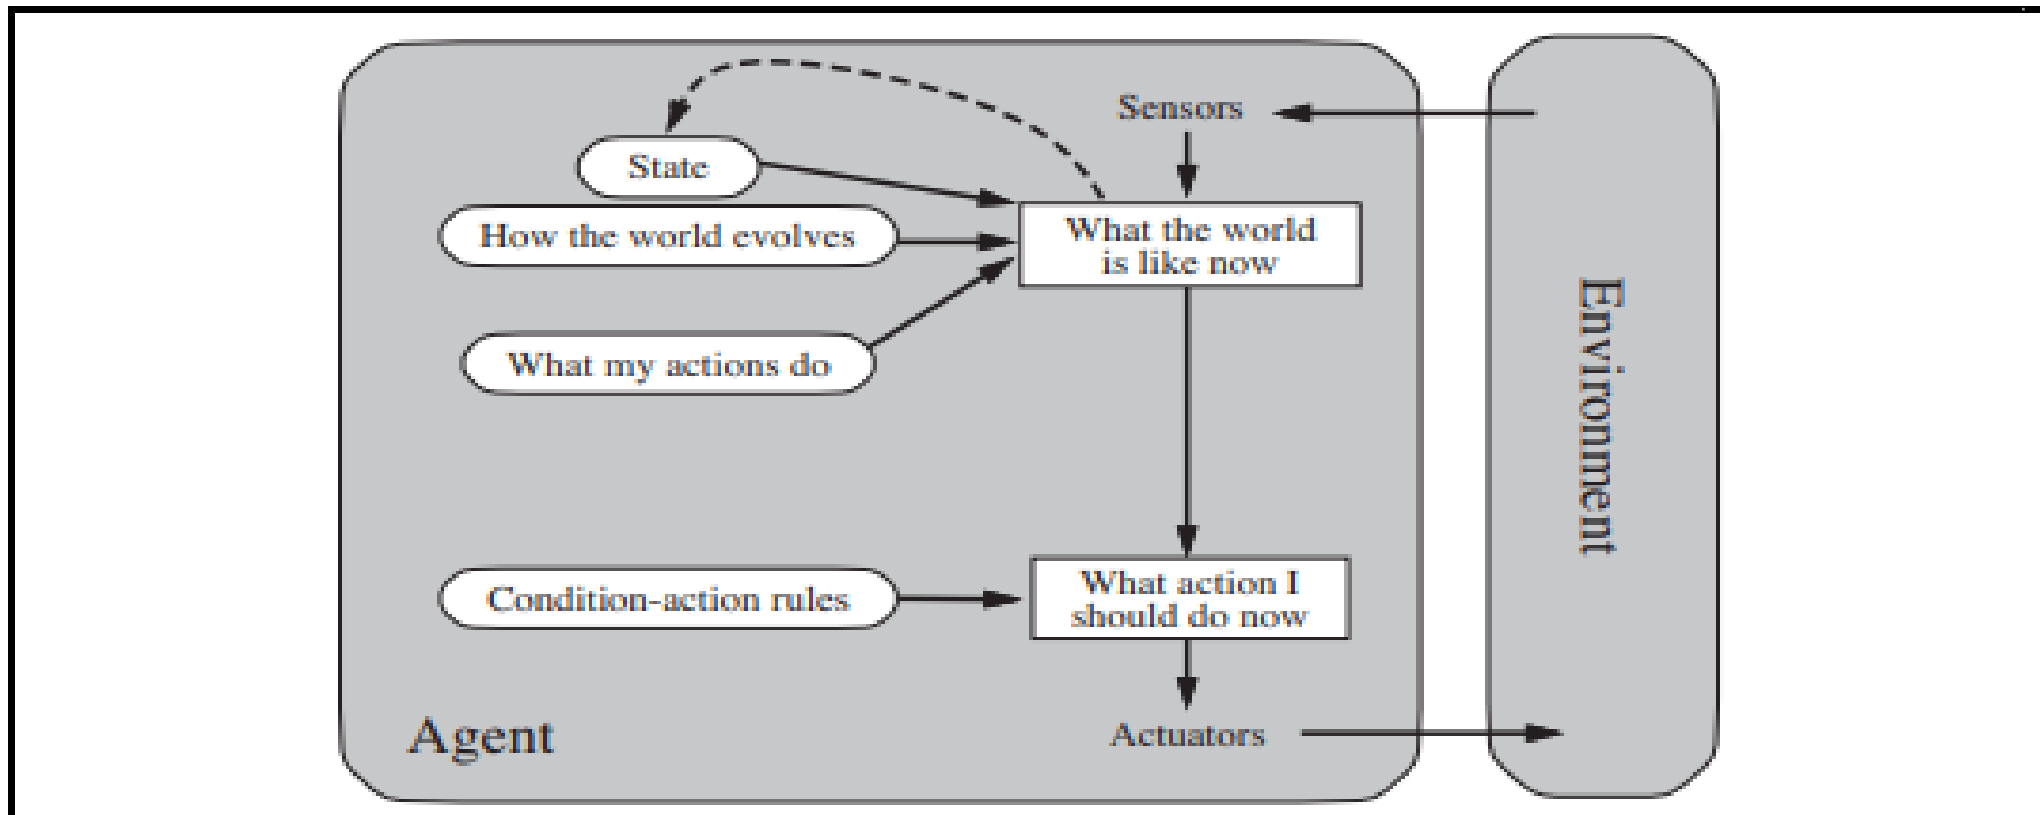 Sensors
State
What the world
is like now
How the world evolves
What my actions do
Environment
Condition-action rules
What action I
should do now
Agent
Actuators